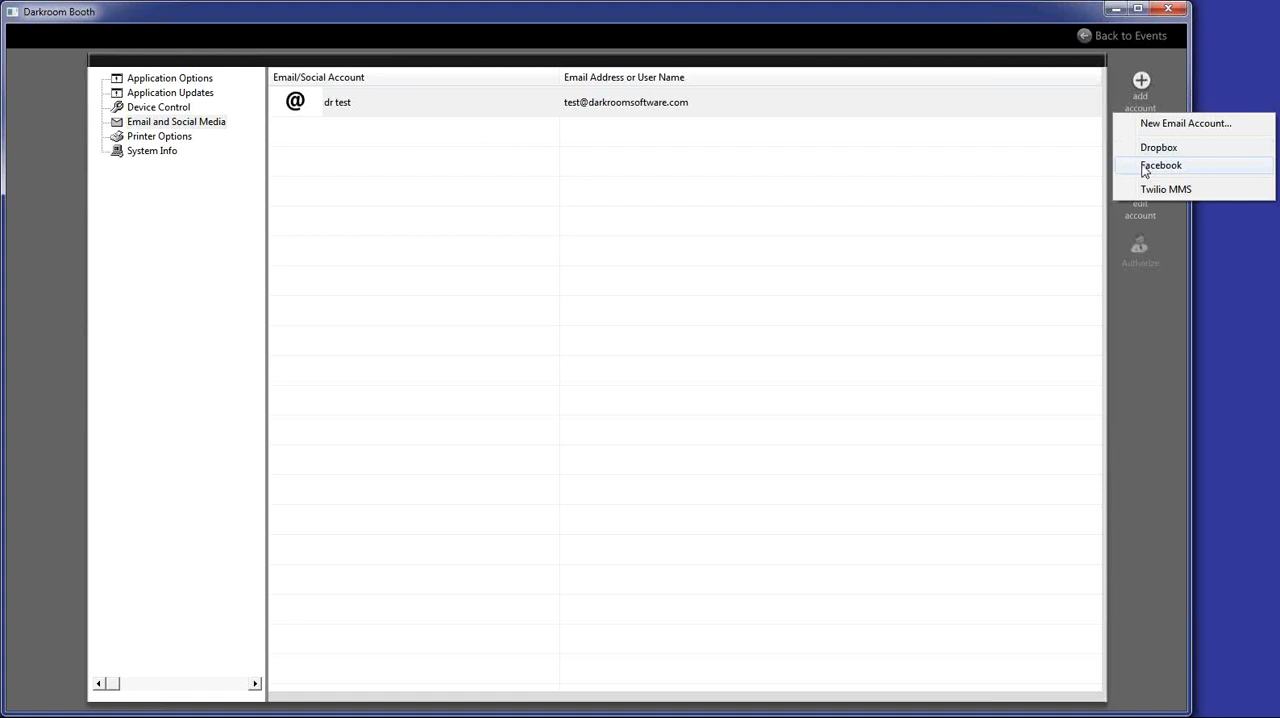 Darkroom Booth
Back to Events
Application Options
Application Updates
Device Control
Email and Social Media
Printer Options
System Info
Email/Social Account
Email Address or User Name
@
dr test
test@darkroomsoftware.com
add
account
New Email Account...
Dropbox
Facebook
Twilio MMS
edit
account
Authorize